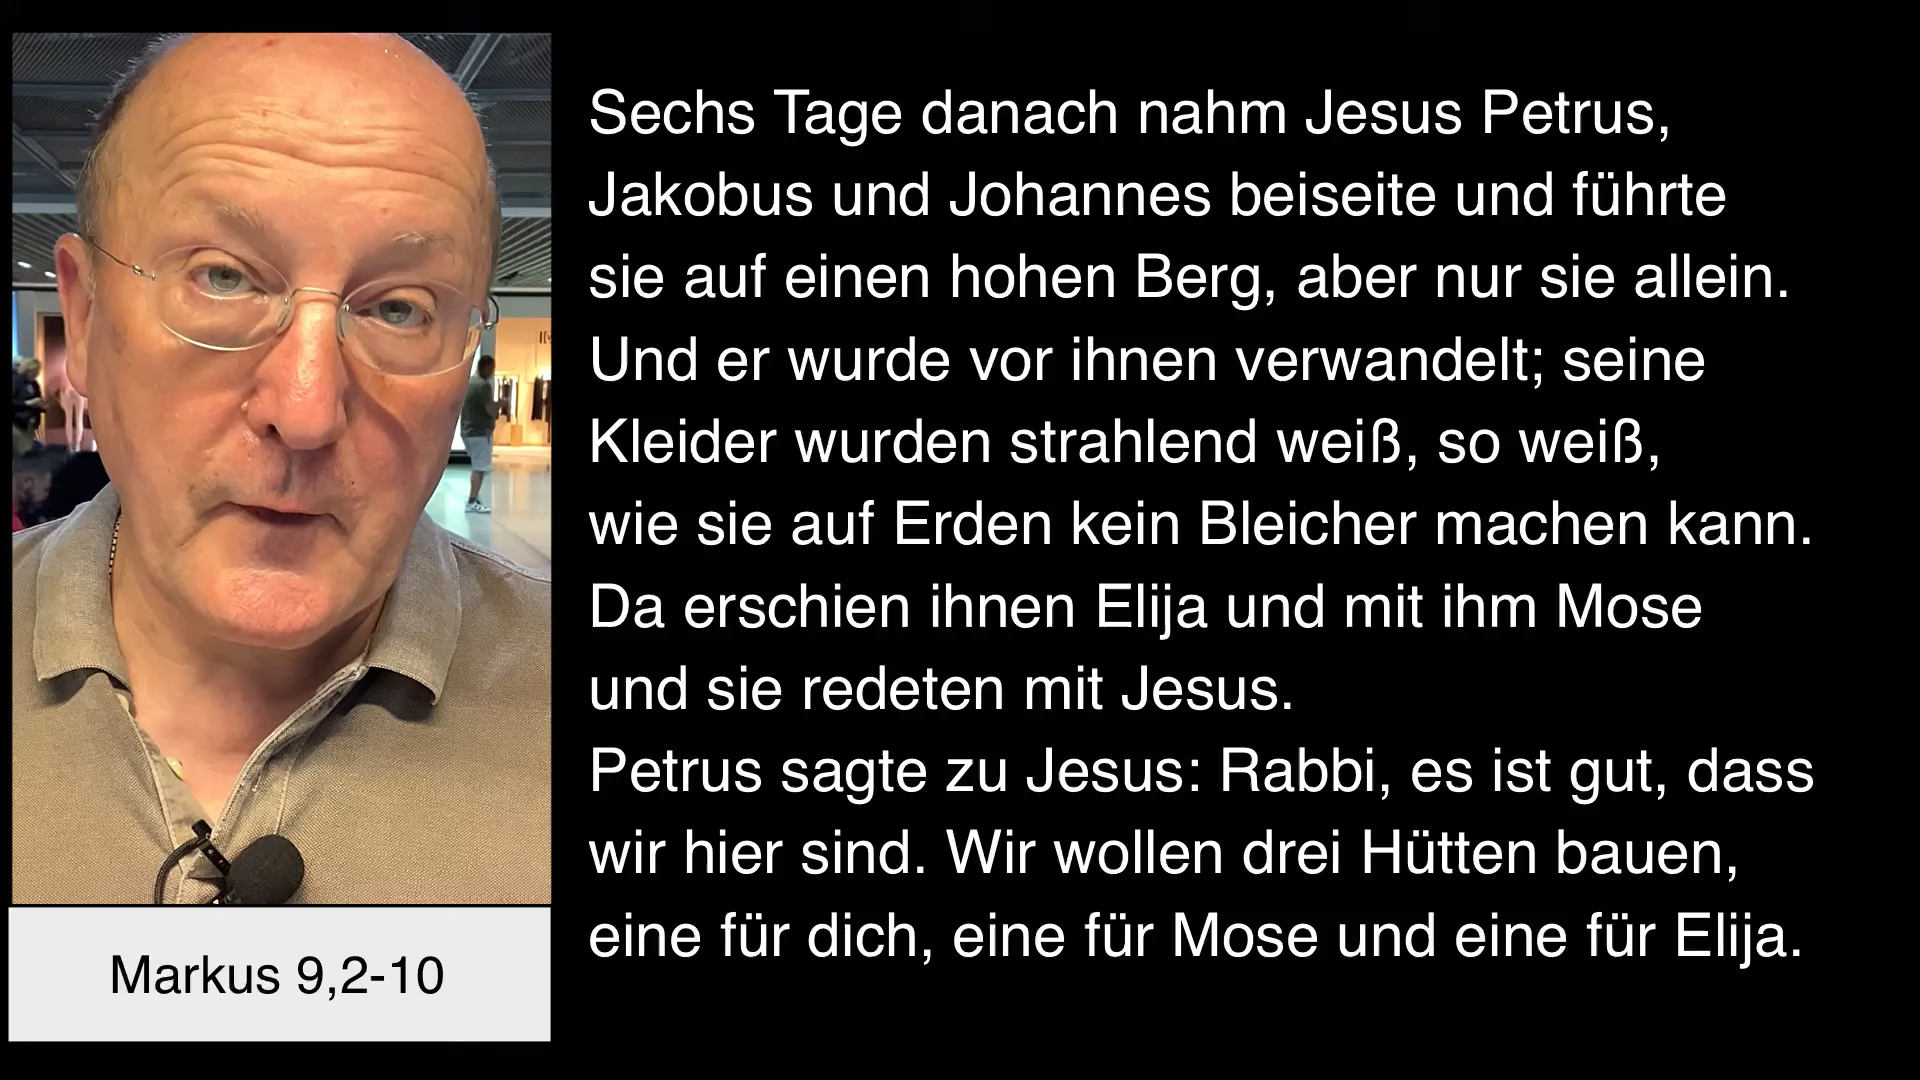 Sechs Tage danach nahm Jesus Petrus,
Jakobus und Johannes beiseite und führte
sie auf einen hohen Berg, aber nur sie allein.
Und er wurde vor ihnen verwandelt; seine
Kleider wurden strahlend weiß, so weiß,
wie sie auf Erden kein Bleicher machen kann.
Da erschien ihnen Elija und mit ihm Mose
und sie redeten mit Jesus.
Petrus sagte zu Jesus: Rabbi, es ist gut, dass
wir hier sind. Wir wollen drei Hütten bauen,
eine für dich, eine für Mose und eine für Elija.
Markus 9,2-10